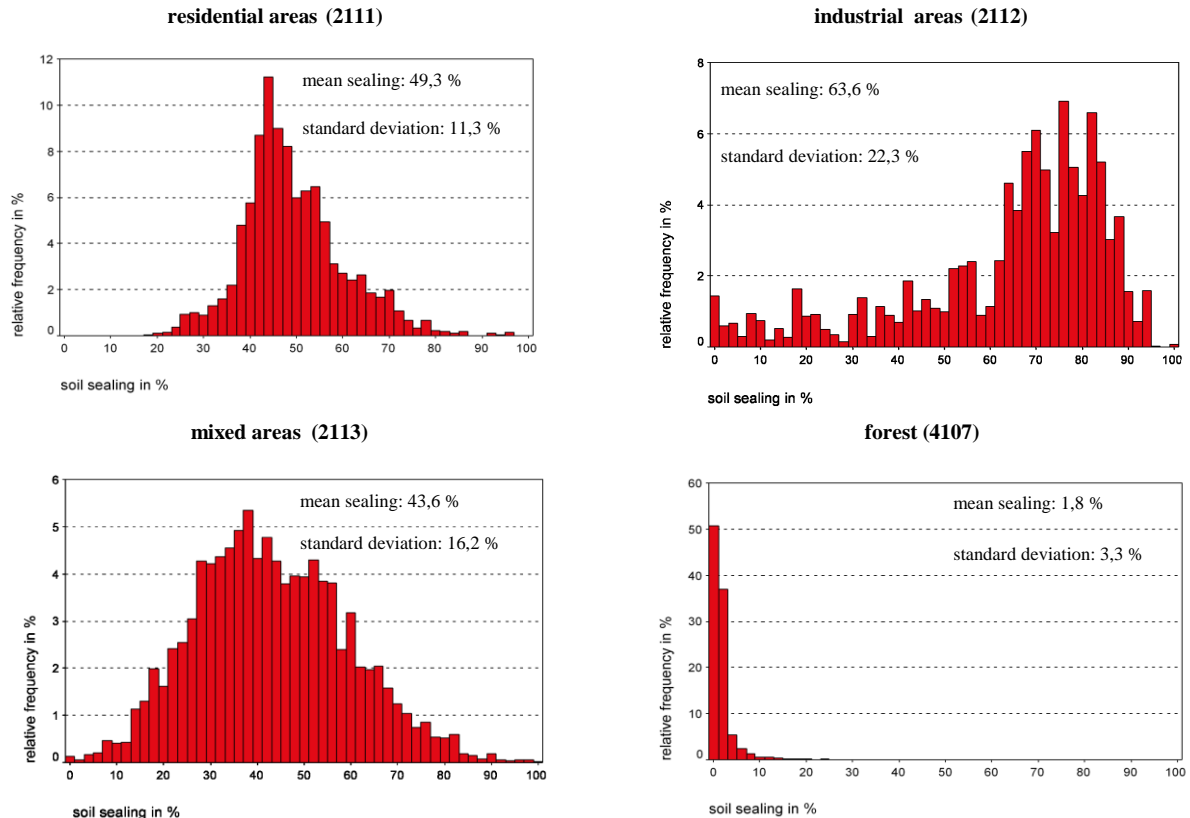 residential areas (2111)
mean sealing: 49,3 %
standard deviation: 11,3 %
relative frequency in %
12
10
8
6
4
2
0
0 10 20 30 40 50 60 70 80 90 100
soil sealing in %
industrial areas (2112)
mean sealing: 63,6 %
standard deviation: 22,3 %
relative frequency in %
8
6
4
2
0
0 10 20 30 40 50 60 70 80 90 100
soil sealing in %
mixed areas (2113)
mean sealing: 43,6 %
standard deviation: 16,2 %
relative frequency in %
6
5
4
3
2
1
0
0 10 20 30 40 50 60 70 80 90 100
soil sealing in %
forest (4107)
mean sealing: 1,8 %
standard deviation: 3,3 %
relative frequency in %
60
50
40
30
20
10
0
0 10 20 30 40 50 60 70 80 90 100
soil sealing in %